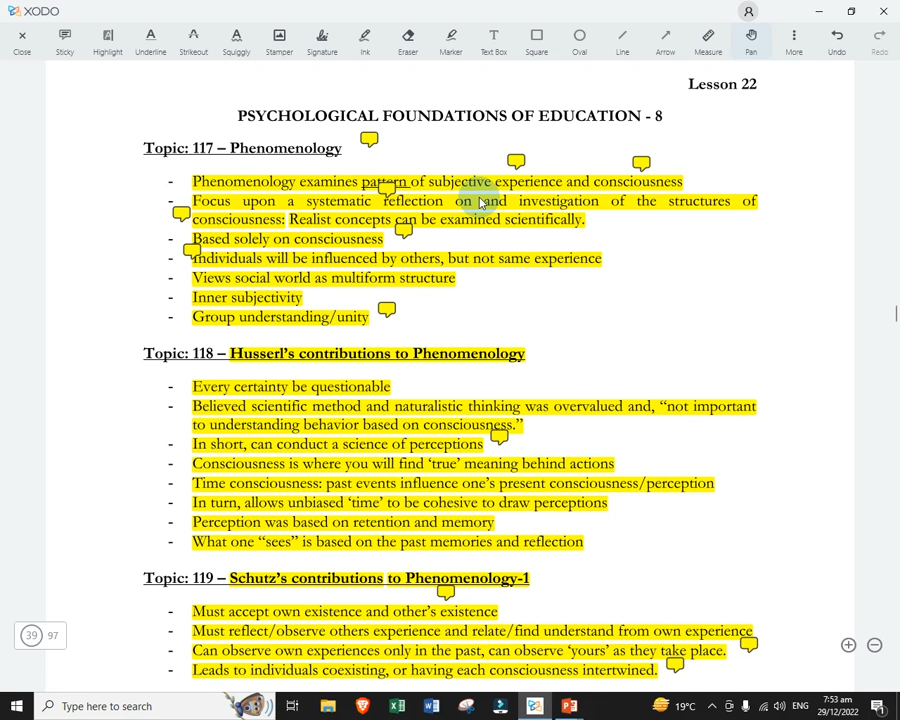 XODO
Close
Sticky
Highlight
Underline
Strikeout
Squiggly
Stamper
Signature
Ink
Eraser
Marker
Text Box
Square
Oval
Line
Arrow
Measure
Pan
More
Undo
Redo
Lesson 22
PSYCHOLOGICAL FOUNDATIONS OF EDUCATION - 8
Topic: 117 – Phenomenology
- Phenomenology examines pattern of subjective experience and consciousness
- Focus upon a systematic reflection on and investigation of the structures of
consciousness: Realist concepts can be examined scientifically.
- Based solely on consciousness
- Individuals will be influenced by others, but not same experience
- Views social world as multiform structure
- Inner subjectivity
- Group understanding/unity
Topic: 118 – Husserl’s contributions to Phenomenology
- Every certainty be questionable
- Believed scientific method and naturalistic thinking was overvalued and, “not important
to understanding behavior based on consciousness.”
- In short, can conduct a science of perceptions
- Consciousness is where you will find ‘true’ meaning behind actions
- Time consciousness: past events influence one’s present consciousness/perception
- In turn, allows unbiased ‘time’ to be cohesive to draw perceptions
- Perception was based on retention and memory
- What one “sees” is based on the past memories and reflection
Topic: 119 – Schutz’s contributions to Phenomenology-1
- Must accept own existence and other’s existence
- Must reflect/observe others experience and relate/find understand from own experience
- Can observe own experiences only in the past, can observe ‘yours’ as they take place.
- Leads to individuals coexisting, or having each consciousness intertwined.
39 97
Type here to search
19°C
ENG
7:53 am
29/12/2022
1